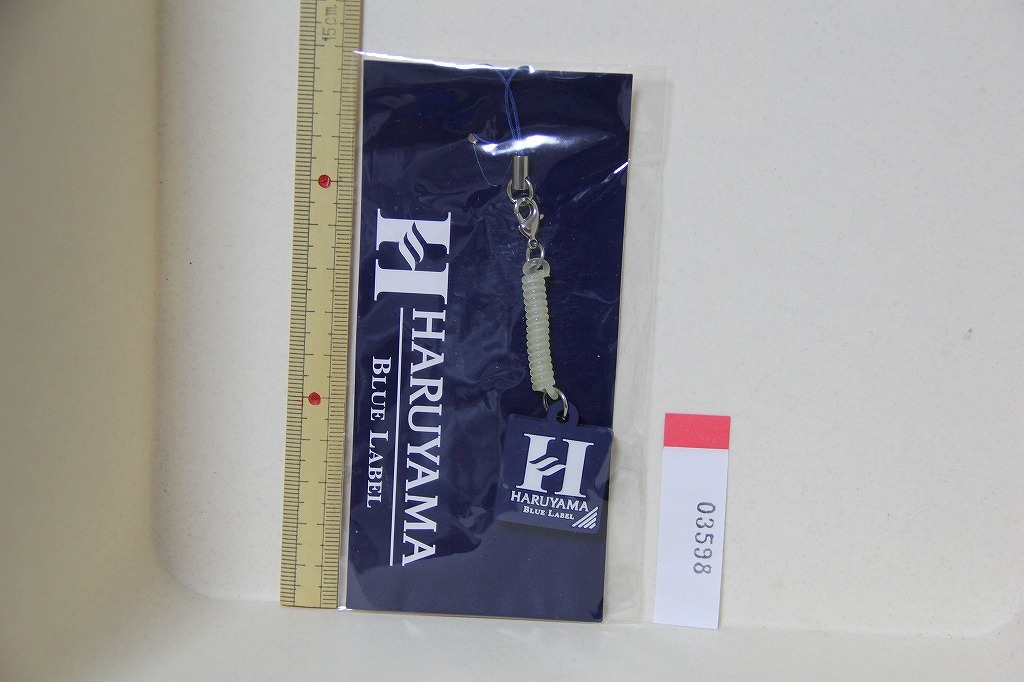 15cm
H
HARUYAMA
BLUE LABEL
H
HARUYAMA
BLUE LABEL
03598